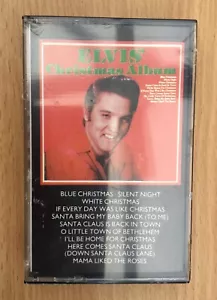 ELVIS'
Christmas Album
BLUE CHRISTMAS · SILENT NIGHT
WHITE CHRISTMAS
IF EVERY DAY WAS LIKE CHRISTMAS
SANTA BRING MY BABY BACK (TO ME)
SANTA CLAUS IS BACK IN TOWN
O LITTLE TOWN OF BETHLEHEM
I'LL BE HOME FOR CHRISTMAS
HERE COMES SANTA CLAUS
(DOWN SANTA CLAUS LANE)
MAMA LIKED THE ROSES